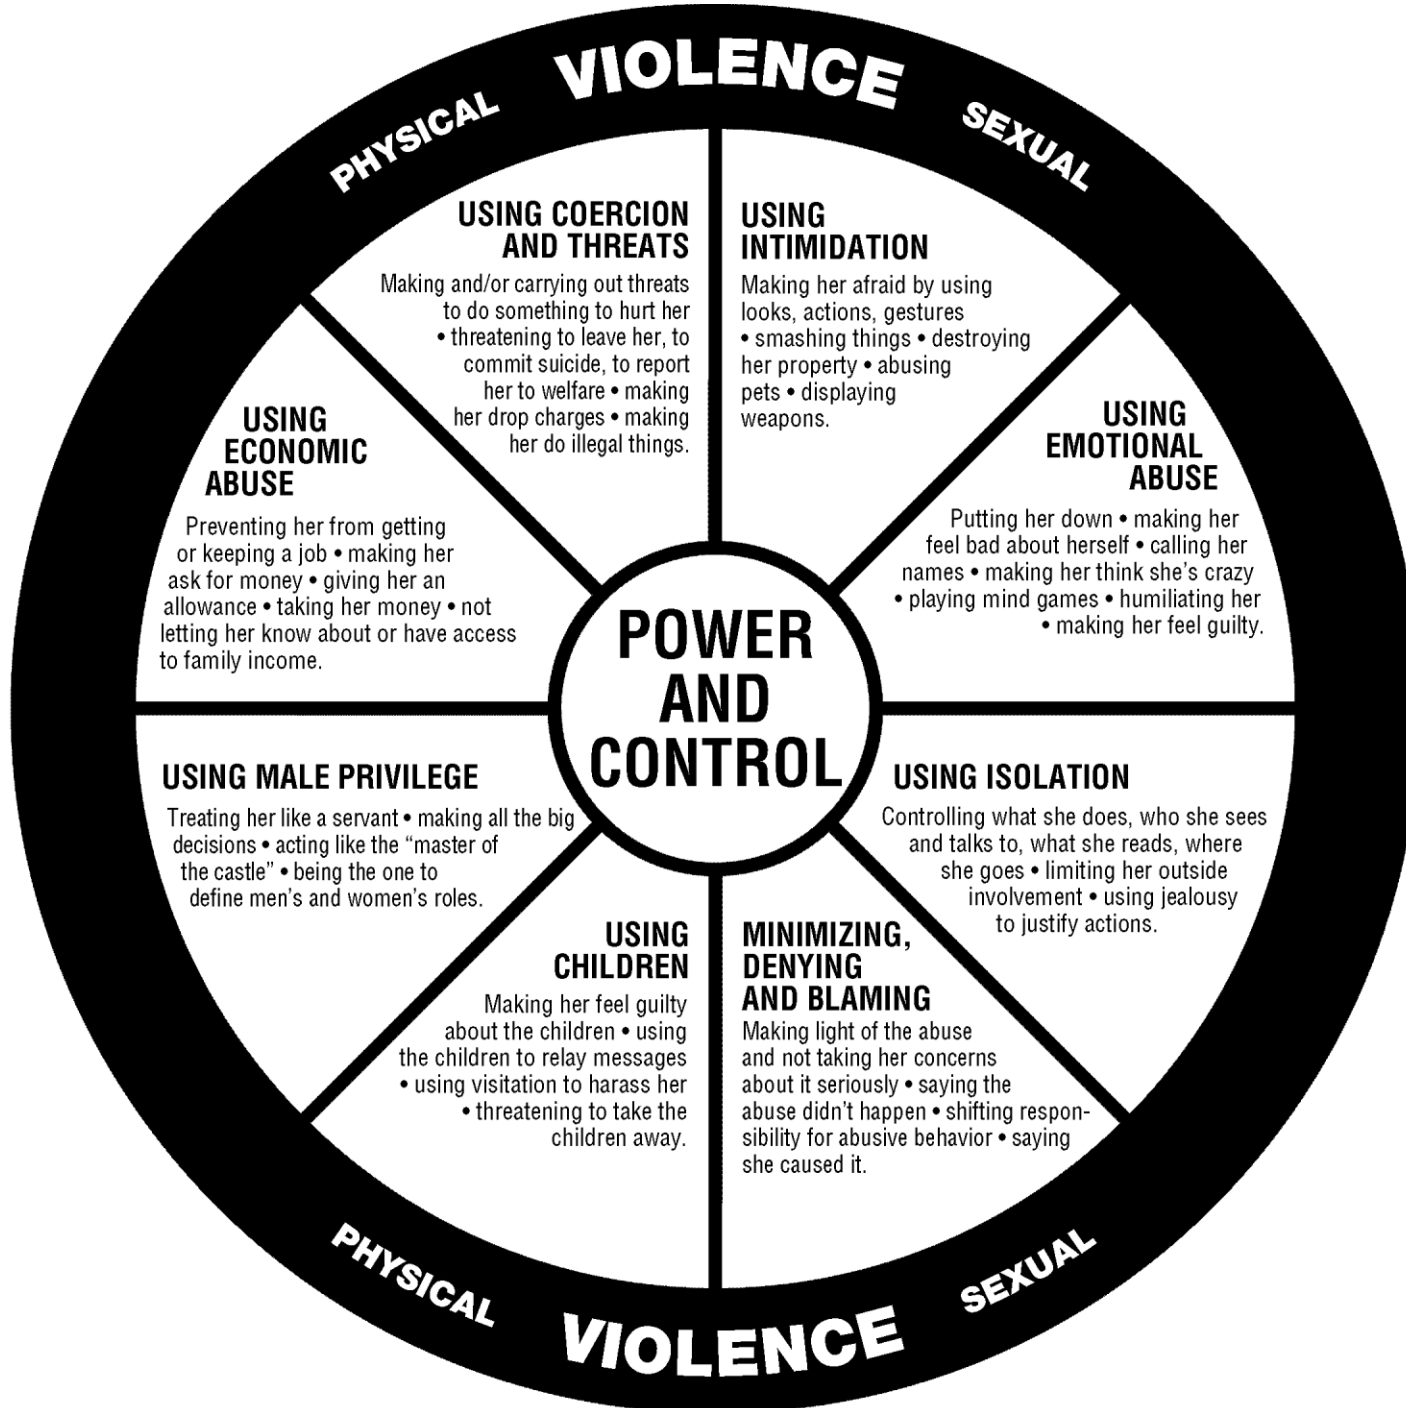 PHYSICAL VIOLENCE SEXUAL
USING COERCION
AND THREATS
Making and/or carrying out threats
to do something to hurt her
• threatening to leave her, to
commit suicide, to report
her to welfare • making
her drop charges • making
her do illegal things.
USING
INTIMIDATION
Making her afraid by using
looks, actions, gestures
• smashing things • destroying
her property • abusing
pets • displaying
weapons.
USING
ECONOMIC
ABUSE
Preventing her from getting
or keeping a job • making her
ask for money • giving her an
allowance • taking her money • not
letting her know about or have access
to family income.
USING
EMOTIONAL
ABUSE
Putting her down • making her
feel bad about herself • calling her
names • making her think she's crazy
• playing mind games • humiliating her
• making her feel guilty.
POWER
AND
CONTROL
USING MALE PRIVILEGE
Treating her like a servant • making all the big
decisions • acting like the “master of
the castle” • being the one to
define men's and women's roles.
USING ISOLATION
Controlling what she does, who she sees
and talks to, what she reads, where
she goes • limiting her outside
involvement • using jealousy
to justify actions.
USING
CHILDREN
Making her feel guilty
about the children • using
the children to relay messages
• using visitation to harass her
• threatening to take the
children away.
MINIMIZING,
DENYING
AND BLAMING
Making light of the abuse
and not taking her concerns
about it seriously • saying the
abuse didn't happen • shifting respon-
sibility for abusive behavior • saying
she caused it.
PHYSICAL VIOLENCE SEXUAL